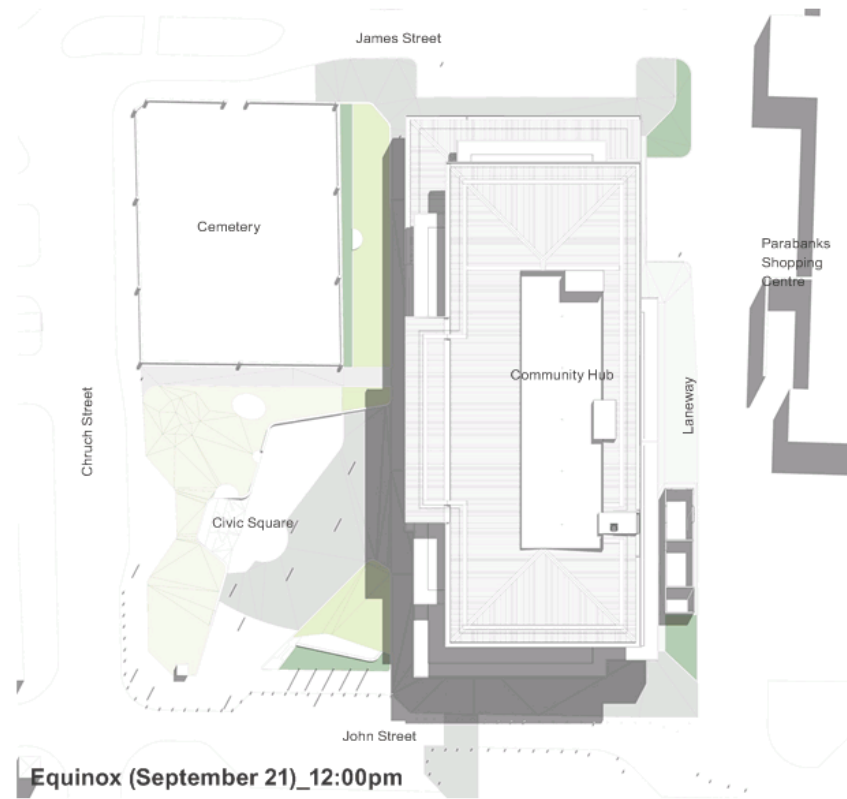 James Street
Cemetery
Parabanks
Shopping
Centre
Community Hub
Chruch Street
Laneway
Civic Square
John Street
Equinox (September 21)_12:00pm